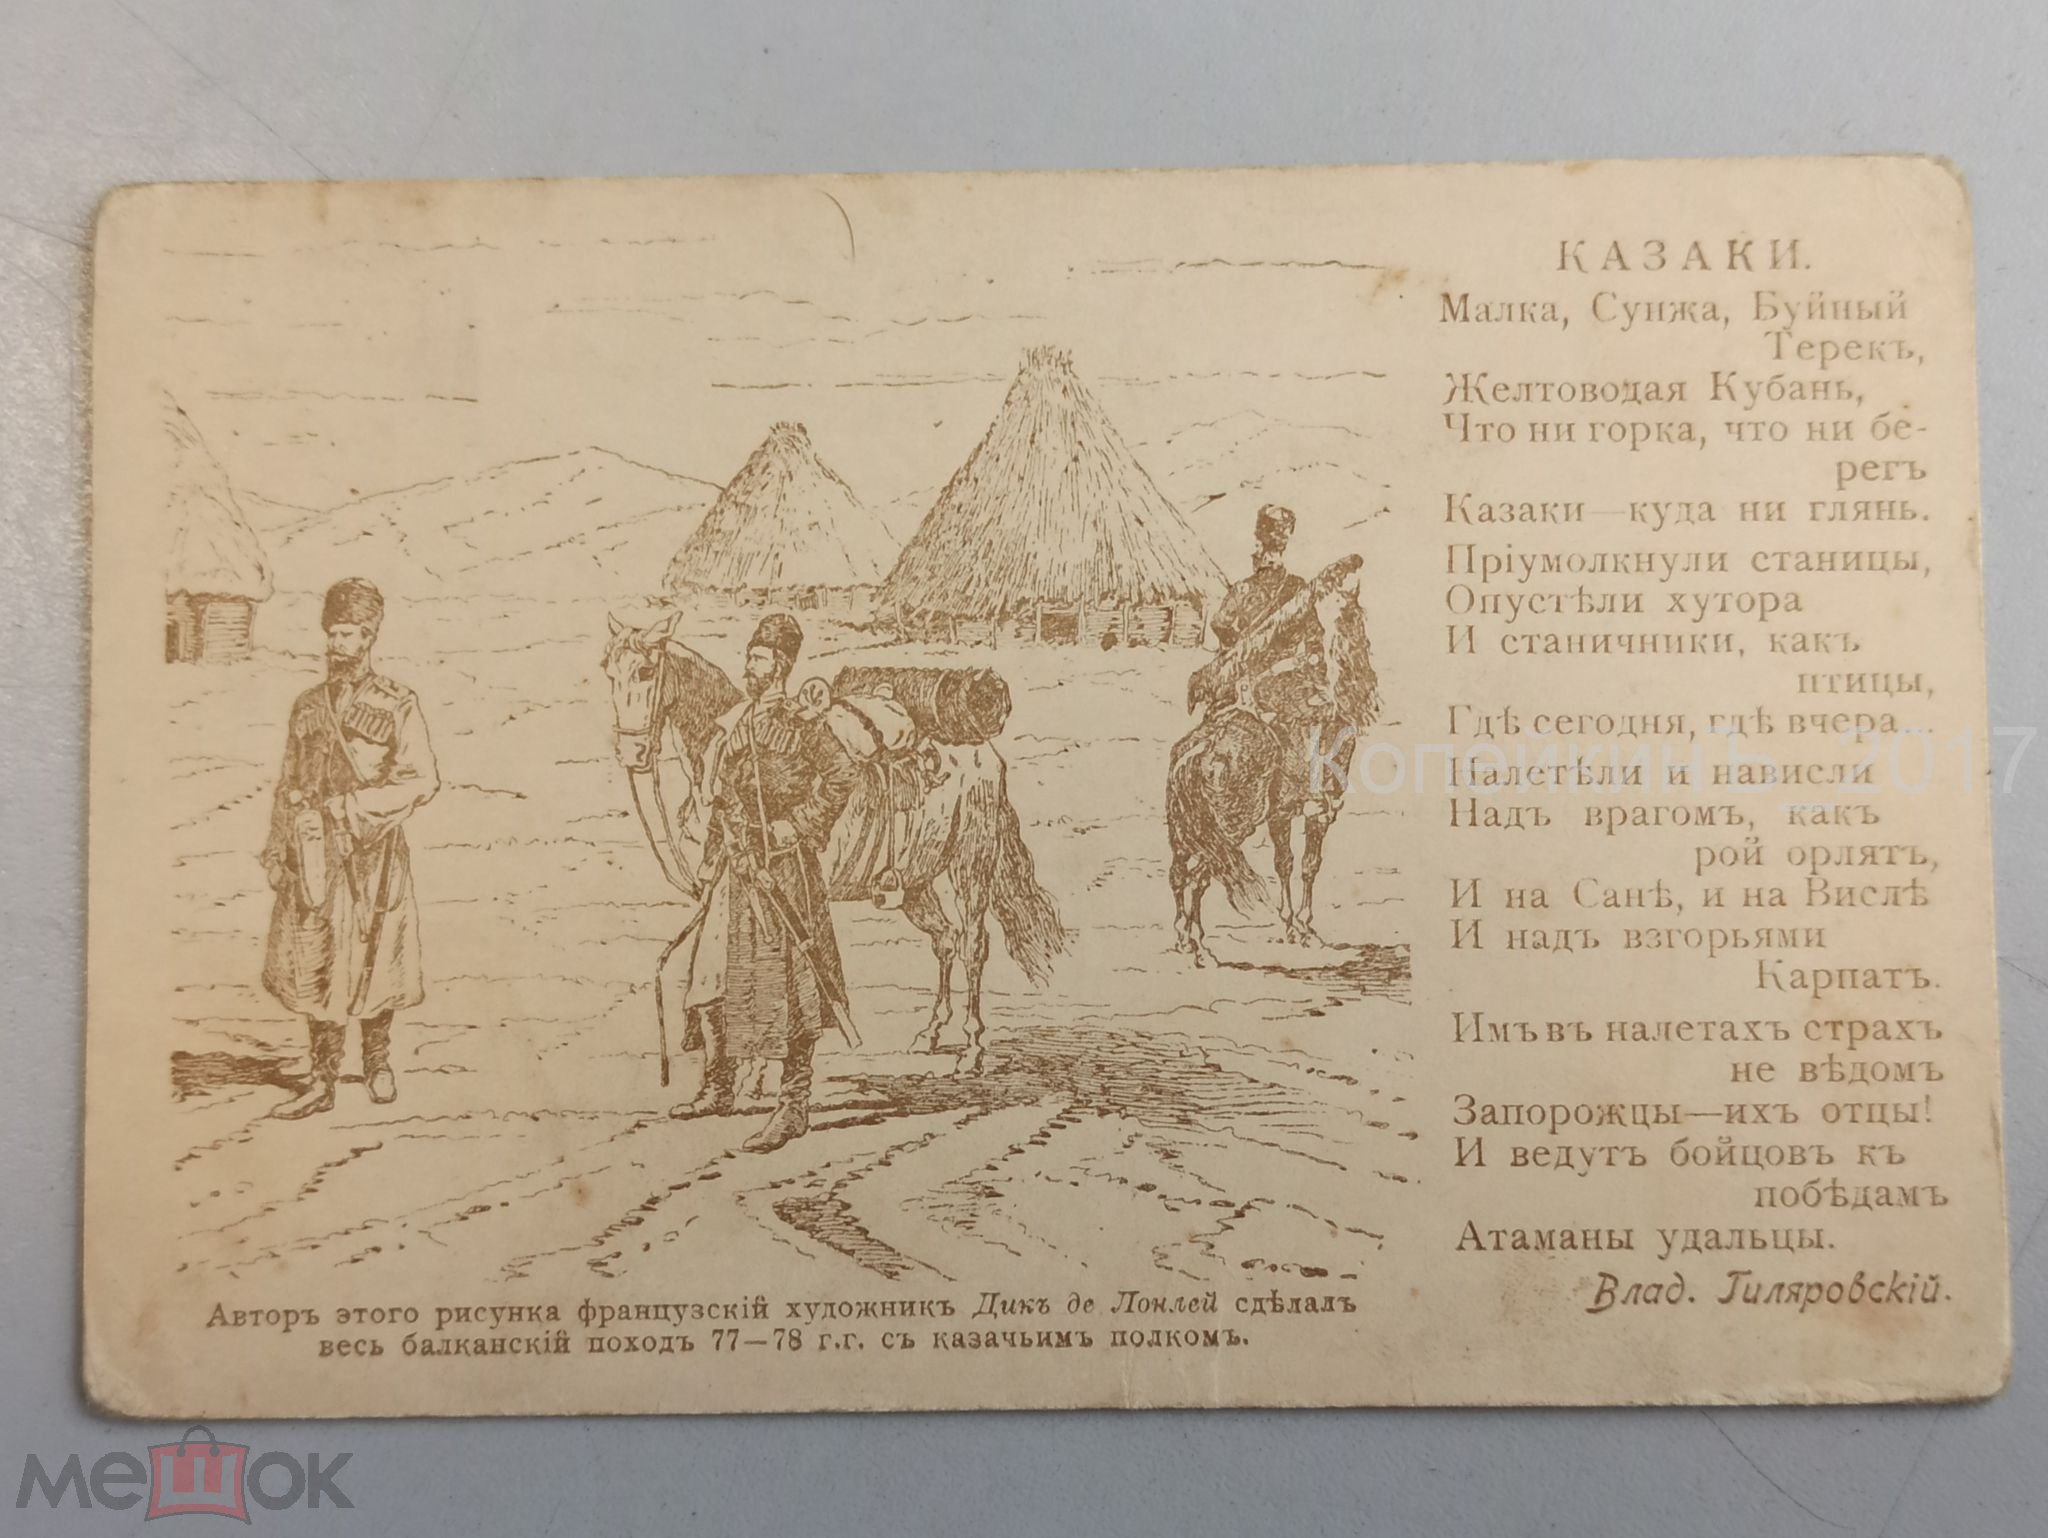 КАЗАКИ.
Малка, Сунжа, Буйный
Терекъ,
Желтоводая Кубань,
Что ни горка, что ни бе-
регъ
Казаки—куда ни глянь.
Пріумолкнули станицы,
Опустѣли хутора
И станичники, какъ
птицы,
Гдѣ сегодня, гдѣ вчера...
Налетѣли и нависли
Надъ врагомъ, какъ
рой орлятъ,
И на Санѣ, и на Вислѣ
И надъ взгорьями
Карпатъ.
Имъ въ налетахъ страхъ
не вѣдомъ
Запорожцы—ихъ отцы!
И ведутъ бойцовъ къ
побѣдамъ
Атаманы удальцы.
Влад. Гиляровскій.
Авторъ этого рисунка французскій художникъ Дикъ де Лонлей сдѣлалъ
весь балканскій походъ 77—78 г.г. съ казачьимъ полкомъ.
КопейкинЪ_2017
мешок